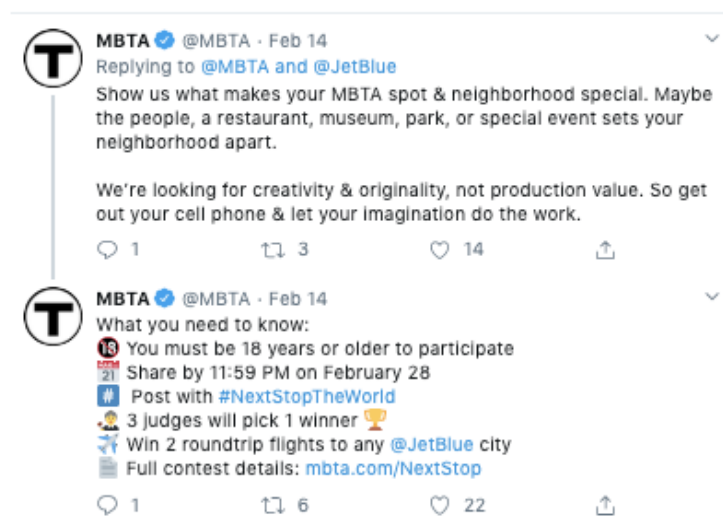 MBTA @MBTA · Feb 14
Replying to @MBTA and @JetBlue
Show us what makes your MBTA spot & neighborhood special. Maybe
the people, a restaurant, museum, park, or special event sets your
neighborhood apart.
We're looking for creativity & originality, not production value. So get
out your cell phone & let your imagination do the work.
1 3 14
MBTA @MBTA · Feb 14
What you need to know:
🔞 You must be 18 years or older to participate
📅 Share by 11:59 PM on February 28
#️⃣ Post with #NextStopTheWorld
👩‍⚖️ 3 judges will pick 1 winner 🏆
✈️ Win 2 roundtrip flights to any @JetBlue city
📄 Full contest details: mbta.com/NextStop
1 6 22